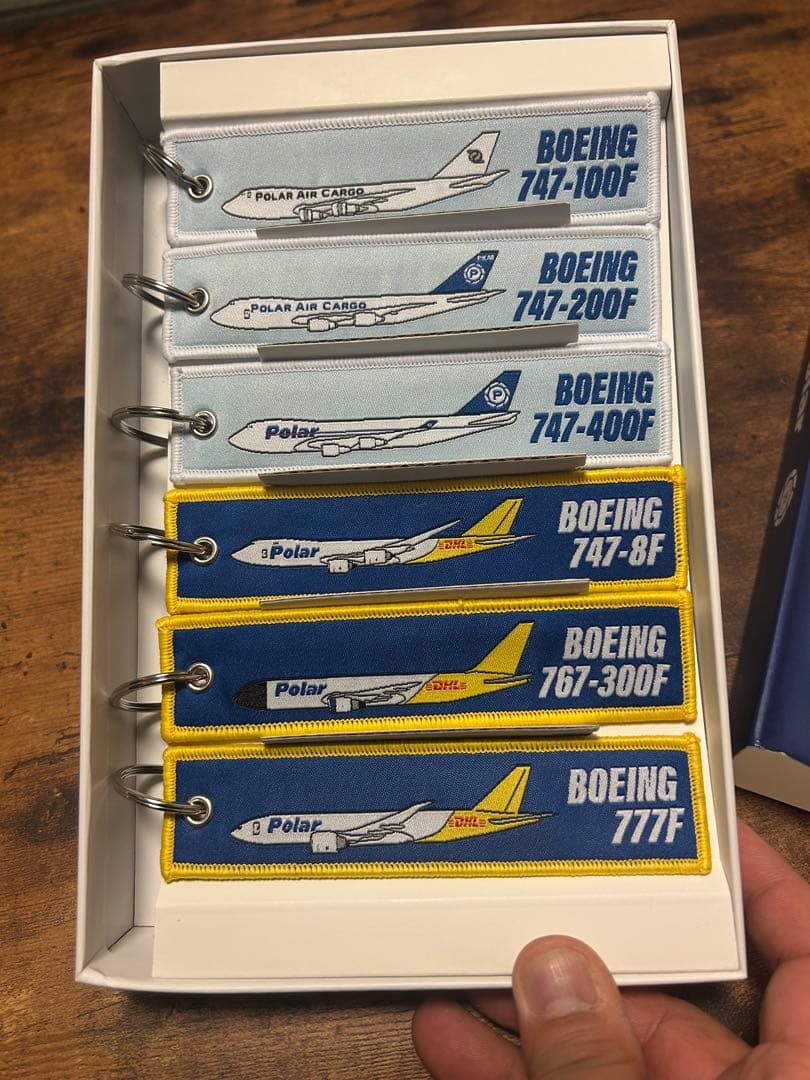 POLAR AIR CARGO
BOEING
747-100F
POLAR AIR CARGO
P
BOEING
747-200F
Polar
P
BOEING
747-400F
Polar
DHL
BOEING
747-8F
Polar
DHL
BOEING
767-300F
Polar
DHL
BOEING
777F